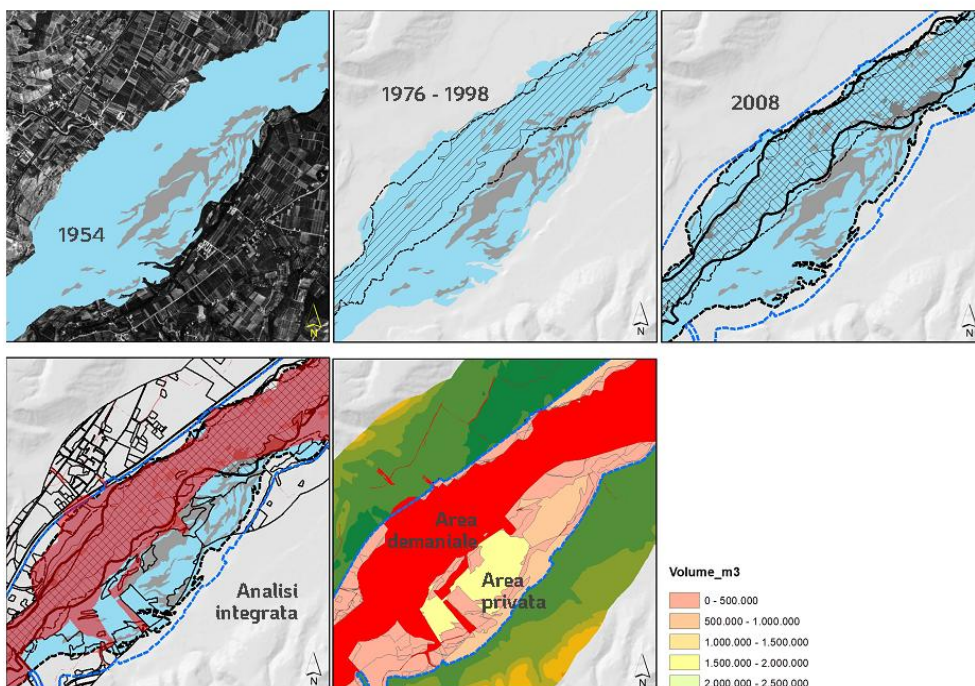 1954
N
1976 - 1998
N
2008
N
Analisi
integrata
N
Area
demaniale
Area
privata
N
Volume_m3
0 - 500.000
500.000 - 1.000.000
1.000.000 - 1.500.000
1.500.000 - 2.000.000
2.000.000 - 2.500.000